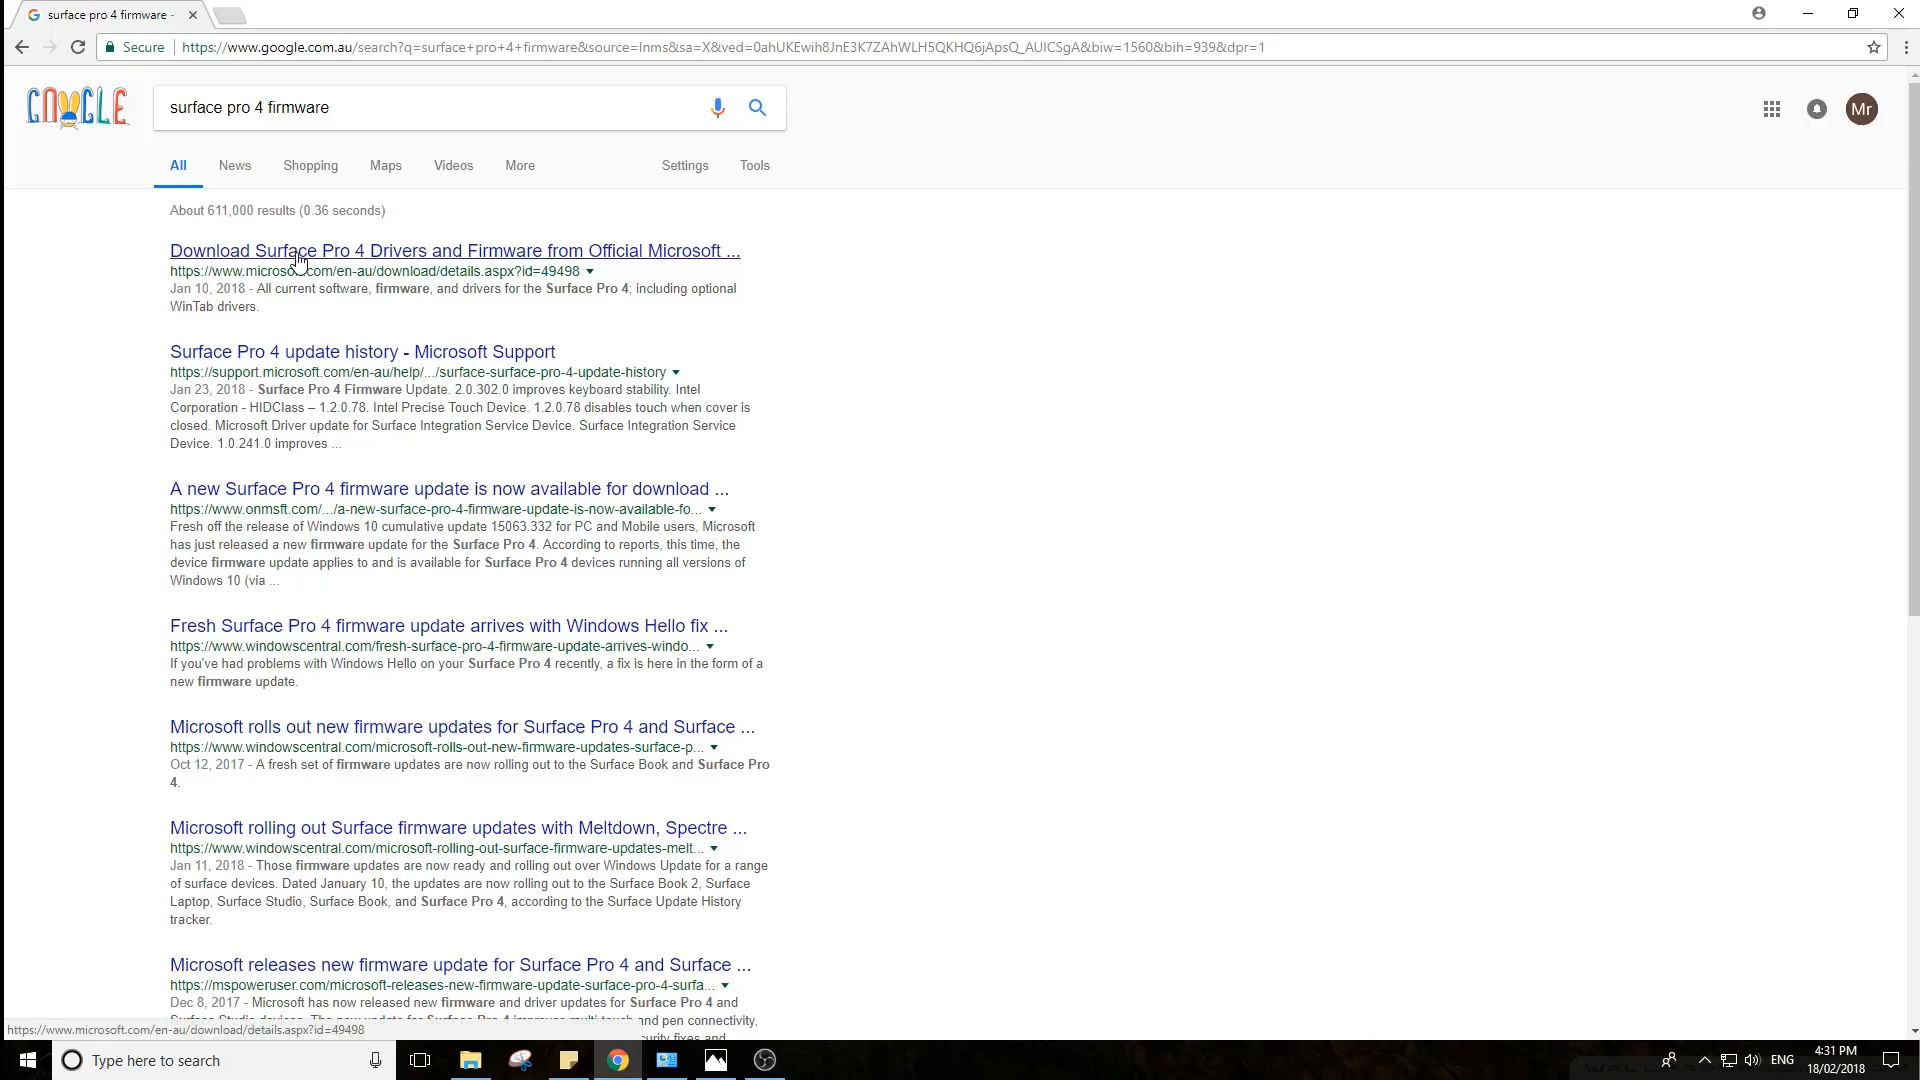 surface pro 4 firmware -
Secure
https://www.google.com.au/search?q=surface+pro+4+firmware&source=lnms&sa=X&ved=0ahUKEwih8JnE3K7ZAhWLH5QKHQ6jApsQ_AUICSgA&biw=1560&bih=939&dpr=1
surface pro 4 firmware
Mr
All News Shopping Maps Videos More Settings Tools
About 611,000 results (0.36 seconds)
Download Surface Pro 4 Drivers and Firmware from Official Microsoft ...
https://www.microsoft.com/en-au/download/details.aspx?id=49498
Jan 10, 2018 - All current software, firmware, and drivers for the Surface Pro 4; including optional
WinTab drivers.
Surface Pro 4 update history - Microsoft Support
https://support.microsoft.com/en-au/help/.../surface-surface-pro-4-update-history
Jan 23, 2018 - Surface Pro 4 Firmware Update. 2.0.302.0 improves keyboard stability. Intel
Corporation - HIDClass – 1.2.0.78. Intel Precise Touch Device. 1.2.0.78 disables touch when cover is
closed. Microsoft Driver update for Surface Integration Service Device. Surface Integration Service
Device. 1.0.241.0 improves ...
A new Surface Pro 4 firmware update is now available for download ...
https://www.onmsft.com/.../a-new-surface-pro-4-firmware-update-is-now-available-fo...
Fresh off the release of Windows 10 cumulative update 15063.332 for PC and Mobile users, Microsoft
has just released a new firmware update for the Surface Pro 4. According to reports, this time, the
device firmware update applies to and is available for Surface Pro 4 devices running all versions of
Windows 10 (via ...
Fresh Surface Pro 4 firmware update arrives with Windows Hello fix ...
https://www.windowscentral.com/fresh-surface-pro-4-firmware-update-arrives-windo...
If you've had problems with Windows Hello on your Surface Pro 4 recently, a fix is here in the form of a
new firmware update.
Microsoft rolls out new firmware updates for Surface Pro 4 and Surface ...
https://www.windowscentral.com/microsoft-rolls-out-new-firmware-updates-surface-p...
Oct 12, 2017 - A fresh set of firmware updates are now rolling out to the Surface Book and Surface Pro
4.
Microsoft rolling out Surface firmware updates with Meltdown, Spectre ...
https://www.windowscentral.com/microsoft-rolling-out-surface-firmware-updates-melt...
Jan 11, 2018 - Those firmware updates are now ready and rolling out over Windows Update for a range
of surface devices. Dated January 10, the updates are now rolling out to the Surface Book 2, Surface
Laptop, Surface Studio, Surface Book, and Surface Pro 4, according to the Surface Update History
tracker.
Microsoft releases new firmware update for Surface Pro 4 and Surface ...
https://mspoweruser.com/microsoft-releases-new-firmware-update-surface-pro-4-surfa...
Dec 8, 2017 - Microsoft has now released new firmware and driver updates for Surface Pro 4 and
and pen connectivity,
https://www.microsoft.com/en-au/download/details.aspx?id=49498
Type here to search
ENG
4:31 PM
18/02/2018